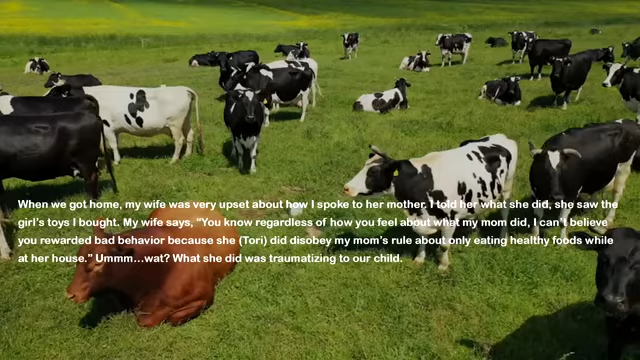 When we got home, my wife was very upset about how I spoke to her mother, I told her what she did, she saw the
girl's toys I bought. My wife says, "You know regardless of how you feel about what my mom did, I can't believe
you rewarded bad behavior because she (Tori) did disobey my mom's rule about only eating healthy foods while
at her house." Ummm...wat? What she did was traumatizing to our child.